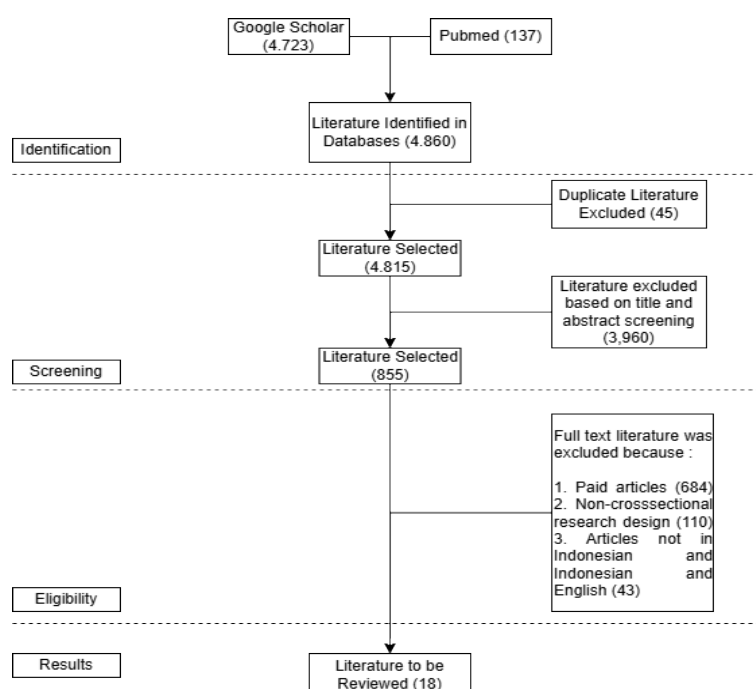 Google Scholar
(4.723)
Pubmed (137)
Literature Identified in
Databases (4.860)
Identification
Duplicate Literature
Excluded (45)
Literature Selected
(4.815)
Literature excluded
based on title and
abstract screening
(3,960)
Literature Selected
(855)
Screening
Full text literature was
excluded because :
1. Paid articles (684)
2. Non-crosssectional
research design (110)
3. Articles not in
Indonesian and
Indonesian and
English (43)
Eligibility
Results
Literature to be
Reviewed (18)